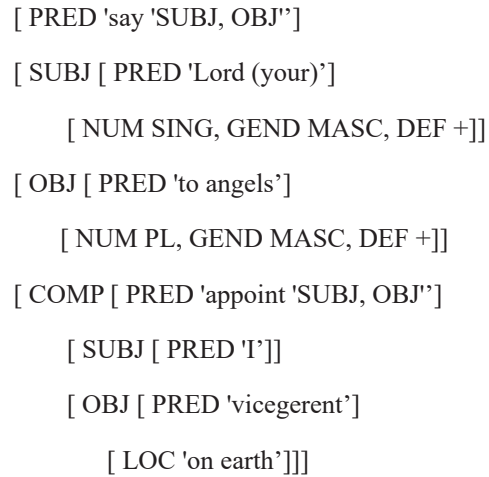 [ PRED 'say 'SUBJ, OBJ'’]
[ SUBJ [ PRED 'Lord (your)’]
[ NUM SING, GEND MASC, DEF +]]
[ OBJ [ PRED 'to angels’]
[ NUM PL, GEND MASC, DEF +]]
[ COMP [ PRED 'appoint 'SUBJ, OBJ'’]
[ SUBJ [ PRED 'I’]]
[ OBJ [ PRED 'vicegerent’]
[ LOC 'on earth’]]]